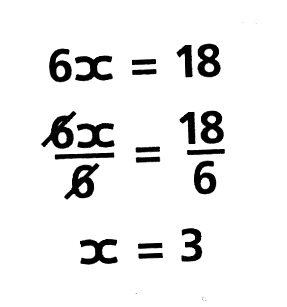 6x = 18
6x/6 = 18/6
x = 3